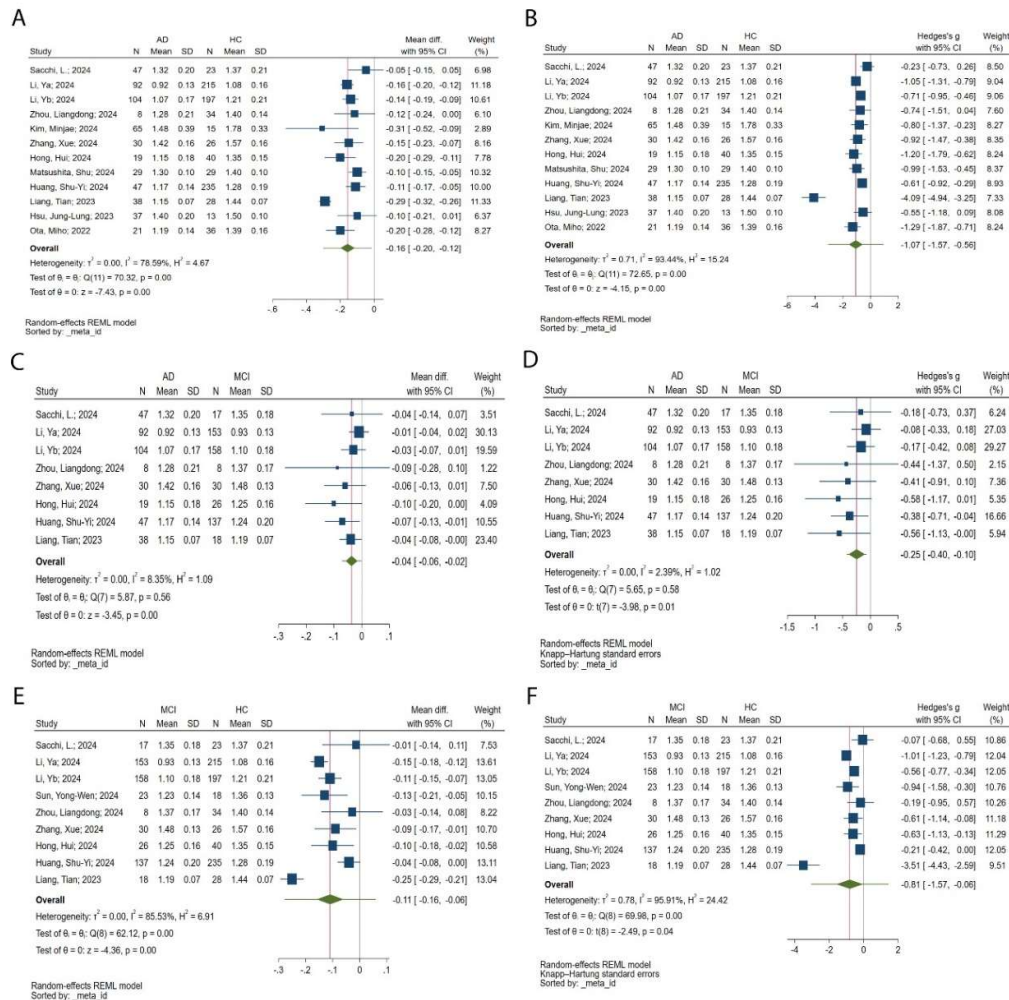 A
AD HC Mean diff. Weight
Study N Mean SD N Mean SD with 95% CI (%)
Sacchi, L.; 2024 47 1.32 0.20 23 1.37 0.21 -0.05 [ -0.15, 0.05] 6.98
Li, Ya; 2024 92 0.92 0.13 215 1.08 0.16 -0.16 [ -0.20, -0.12] 11.18
Li, Yb; 2024 104 1.07 0.17 197 1.21 0.21 -0.14 [ -0.19, -0.09] 10.61
Zhou, Liangdong; 2024 8 1.28 0.21 34 1.40 0.14 -0.12 [ -0.24, 0.00] 6.10
Kim, Minjae; 2024 65 1.48 0.39 15 1.78 0.33 -0.31 [ -0.52, -0.09] 2.89
Zhang, Xue; 2024 30 1.42 0.16 26 1.57 0.16 -0.15 [ -0.23, -0.07] 8.16
Hong, Hui; 2024 19 1.15 0.18 40 1.35 0.15 -0.20 [ -0.29, -0.11] 7.78
Matsushita, Shu; 2024 29 1.30 0.10 29 1.40 0.10 -0.10 [ -0.15, -0.05] 10.32
Huang, Shu-Yi; 2024 47 1.17 0.14 235 1.28 0.19 -0.11 [ -0.17, -0.05] 10.00
Liang, Tian; 2023 38 1.15 0.07 28 1.44 0.07 -0.29 [ -0.32, -0.26] 11.33
Hsu, Jung-Lung; 2023 37 1.40 0.20 13 1.50 0.10 -0.10 [ -0.21, 0.01] 6.37
Ota, Miho; 2022 21 1.19 0.14 36 1.39 0.16 -0.20 [ -0.28, -0.12] 8.27
Overall -0.16 [ -0.20, -0.12]
Heterogeneity: τ² = 0.00, I² = 78.59%, H² = 4.67
Test of θᵢ = θⱼ: Q(11) = 70.32, p = 0.00
Test of θ = 0: z = -7.43, p = 0.00
-.6 -.4 -.2 0
Random-effects REML model
Sorted by: _meta_id
B
AD HC Hedges's g Weight
Study N Mean SD N Mean SD with 95% CI (%)
Sacchi, L.; 2024 47 1.32 0.20 23 1.37 0.21 -0.23 [ -0.73, 0.26] 8.50
Li, Ya; 2024 92 0.92 0.13 215 1.08 0.16 -1.05 [ -1.31, -0.79] 9.04
Li, Yb; 2024 104 1.07 0.17 197 1.21 0.21 -0.71 [ -0.95, -0.46] 9.06
Zhou, Liangdong; 2024 8 1.28 0.21 34 1.40 0.14 -0.74 [ -1.51, 0.04] 7.60
Kim, Minjae; 2024 65 1.48 0.39 15 1.78 0.33 -0.80 [ -1.37, -0.23] 8.27
Zhang, Xue; 2024 30 1.42 0.16 26 1.57 0.16 -0.92 [ -1.47, -0.38] 8.35
Hong, Hui; 2024 19 1.15 0.18 40 1.35 0.15 -1.20 [ -1.79, -0.62] 8.24
Matsushita, Shu; 2024 29 1.30 0.10 29 1.40 0.10 -0.99 [ -1.53, -0.45] 8.37
Huang, Shu-Yi; 2024 47 1.17 0.14 235 1.28 0.19 -0.61 [ -0.92, -0.29] 8.93
Liang, Tian; 2023 38 1.15 0.07 28 1.44 0.07 -4.09 [ -4.94, -3.25] 7.33
Hsu, Jung-Lung; 2023 37 1.40 0.20 13 1.50 0.10 -0.55 [ -1.18, 0.09] 8.08
Ota, Miho; 2022 21 1.19 0.14 36 1.39 0.16 -1.29 [ -1.87, -0.71] 8.24
Overall -1.07 [ -1.57, -0.56]
Heterogeneity: τ² = 0.71, I² = 93.44%, H² = 15.24
Test of θᵢ = θⱼ: Q(11) = 72.65, p = 0.00
Test of θ = 0: z = -4.15, p = 0.00
-6 -4 -2 0 2
Random-effects REML model
Sorted by: _meta_id
C
AD MCI Mean diff. Weight
Study N Mean SD N Mean SD with 95% CI (%)
Sacchi, L.; 2024 47 1.32 0.20 17 1.35 0.18 -0.04 [ -0.14, 0.07] 3.51
Li, Ya; 2024 92 0.92 0.13 153 0.93 0.13 -0.01 [ -0.04, 0.02] 30.13
Li, Yb; 2024 104 1.07 0.17 158 1.10 0.18 -0.03 [ -0.07, 0.01] 19.59
Zhou, Liangdong; 2024 8 1.28 0.21 8 1.37 0.17 -0.09 [ -0.28, 0.10] 1.22
Zhang, Xue; 2024 30 1.42 0.16 30 1.48 0.13 -0.06 [ -0.13, 0.01] 7.50
Hong, Hui; 2024 19 1.15 0.18 26 1.25 0.16 -0.10 [ -0.20, 0.00] 4.09
Huang, Shu-Yi; 2024 47 1.17 0.14 137 1.24 0.20 -0.07 [ -0.13, -0.01] 10.55
Liang, Tian; 2023 38 1.15 0.07 18 1.19 0.07 -0.04 [ -0.08, -0.00] 23.40
Overall -0.04 [ -0.06, -0.02]
Heterogeneity: τ² = 0.00, I² = 8.35%, H² = 1.09
Test of θᵢ = θⱼ: Q(7) = 5.87, p = 0.56
Test of θ = 0: z = -3.45, p = 0.00
-.3 -.2 -.1 0 .1
Random-effects REML model
Sorted by: _meta_id
D
AD MCI Hedges's g Weight
Study N Mean SD N Mean SD with 95% CI (%)
Sacchi, L.; 2024 47 1.32 0.20 17 1.35 0.18 -0.18 [ -0.73, 0.37] 6.24
Li, Ya; 2024 92 0.92 0.13 153 0.93 0.13 -0.08 [ -0.33, 0.18] 27.03
Li, Yb; 2024 104 1.07 0.17 158 1.10 0.18 -0.17 [ -0.42, 0.08] 29.27
Zhou, Liangdong; 2024 8 1.28 0.21 8 1.37 0.17 -0.44 [ -1.37, 0.50] 2.15
Zhang, Xue; 2024 30 1.42 0.16 30 1.48 0.13 -0.41 [ -0.91, 0.10] 7.36
Hong, Hui; 2024 19 1.15 0.18 26 1.25 0.16 -0.58 [ -1.17, 0.01] 5.35
Huang, Shu-Yi; 2024 47 1.17 0.14 137 1.24 0.20 -0.38 [ -0.71, -0.04] 16.66
Liang, Tian; 2023 38 1.15 0.07 18 1.19 0.07 -0.56 [ -1.13, -0.00] 5.94
Overall -0.25 [ -0.40, -0.10]
Heterogeneity: τ² = 0.00, I² = 2.39%, H² = 1.02
Test of θᵢ = θⱼ: Q(7) = 5.65, p = 0.58
Test of θ = 0: t(7) = -3.98, p = 0.01
-1.5 -1 -.5 0 .5
Random-effects REML model
Knapp–Hartung standard errors
Sorted by: _meta_id
E
MCI HC Mean diff. Weight
Study N Mean SD N Mean SD with 95% CI (%)
Sacchi, L.; 2024 17 1.35 0.18 23 1.37 0.21 -0.01 [ -0.14, 0.11] 7.53
Li, Ya; 2024 153 0.93 0.13 215 1.08 0.16 -0.15 [ -0.18, -0.12] 13.61
Li, Yb; 2024 158 1.10 0.18 197 1.21 0.21 -0.11 [ -0.15, -0.07] 13.05
Sun, Yong-Wen; 2024 23 1.23 0.14 18 1.36 0.13 -0.13 [ -0.21, -0.05] 10.15
Zhou, Liangdong; 2024 8 1.37 0.17 34 1.40 0.14 -0.03 [ -0.14, 0.08] 8.22
Zhang, Xue; 2024 30 1.48 0.13 26 1.57 0.16 -0.09 [ -0.17, -0.01] 10.70
Hong, Hui; 2024 26 1.25 0.16 40 1.35 0.15 -0.10 [ -0.18, -0.02] 10.58
Huang, Shu-Yi; 2024 137 1.24 0.20 235 1.28 0.19 -0.04 [ -0.08, 0.00] 13.11
Liang, Tian; 2023 18 1.19 0.07 28 1.44 0.07 -0.25 [ -0.29, -0.21] 13.04
Overall -0.11 [ -0.16, -0.06]
Heterogeneity: τ² = 0.00, I² = 85.53%, H² = 6.91
Test of θᵢ = θⱼ: Q(8) = 62.12, p = 0.00
Test of θ = 0: z = -4.36, p = 0.00
-.3 -.2 -.1 0 .1
Random-effects REML model
Sorted by: _meta_id
F
MCI HC Hedges's g Weight
Study N Mean SD N Mean SD with 95% CI (%)
Sacchi, L.; 2024 17 1.35 0.18 23 1.37 0.21 -0.07 [ -0.68, 0.55] 10.86
Li, Ya; 2024 153 0.93 0.13 215 1.08 0.16 -1.01 [ -1.23, -0.79] 12.04
Li, Yb; 2024 158 1.10 0.18 197 1.21 0.21 -0.56 [ -0.77, -0.34] 12.05
Sun, Yong-Wen; 2024 23 1.23 0.14 18 1.36 0.13 -0.94 [ -1.58, -0.30] 10.76
Zhou, Liangdong; 2024 8 1.37 0.17 34 1.40 0.14 -0.19 [ -0.95, 0.57] 10.26
Zhang, Xue; 2024 30 1.48 0.13 26 1.57 0.16 -0.61 [ -1.14, -0.08] 11.18
Hong, Hui; 2024 26 1.25 0.16 40 1.35 0.15 -0.63 [ -1.13, -0.13] 11.29
Huang, Shu-Yi; 2024 137 1.24 0.20 235 1.28 0.19 -0.21 [ -0.42, 0.00] 12.05
Liang, Tian; 2023 18 1.19 0.07 28 1.44 0.07 -3.51 [ -4.43, -2.59] 9.51
Overall -0.81 [ -1.57, -0.06]
Heterogeneity: τ² = 0.78, I² = 95.91%, H² = 24.42
Test of θᵢ = θⱼ: Q(8) = 69.98, p = 0.00
Test of θ = 0: t(8) = -2.49, p = 0.04
-4 -2 0 2
Random-effects REML model
Knapp–Hartung standard errors
Sorted by: _meta_id